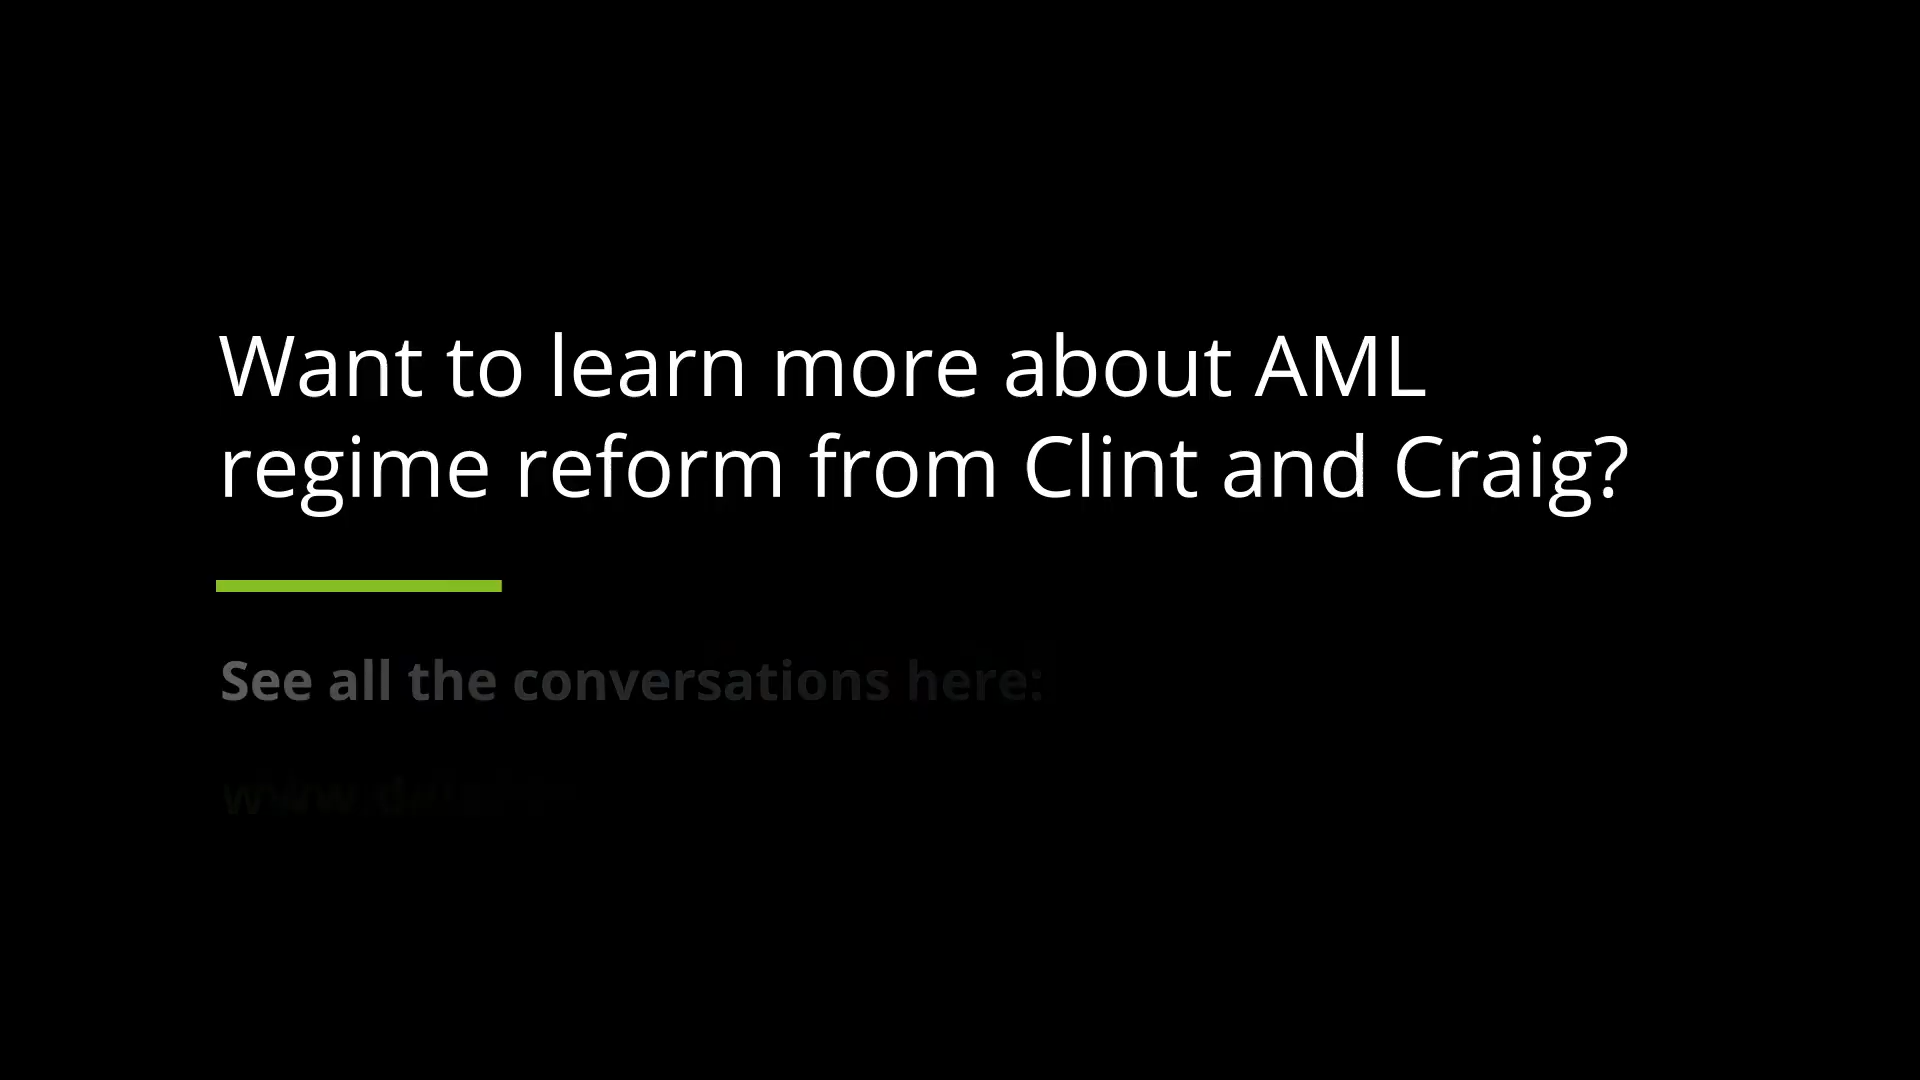 Want to learn more about AML
regime reform from Clint and Craig?
See all the conversations here: